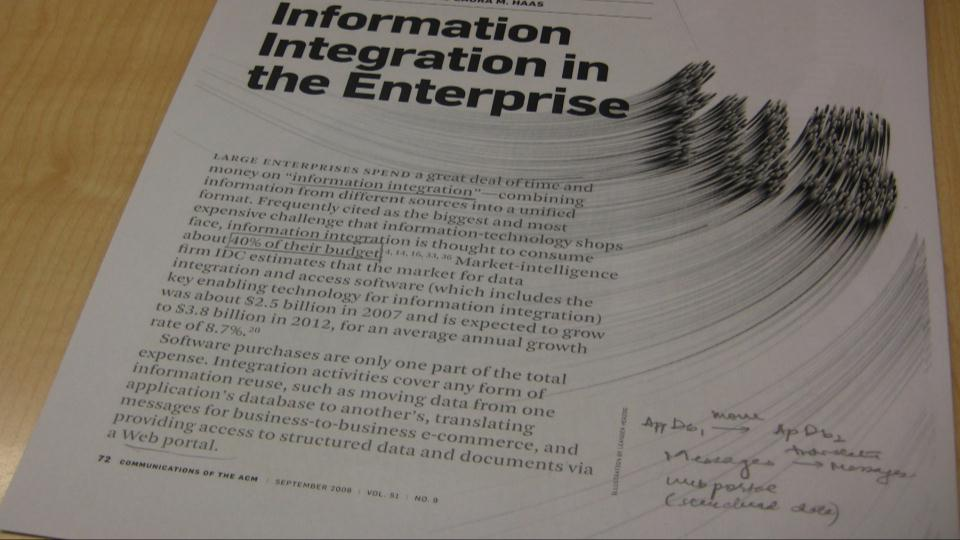 LAURA M. HAAS
Information
Integration in
the Enterprise
LARGE ENTERPRISES SPEND a great deal of time and
money on “information integration”—combining
information from different sources into a unified
format. Frequently cited as the biggest and most
expensive challenge that information-technology shops
face, information integration is thought to consume
about 40% of their budget. 4, 14, 16, 33, 36 Market-intelligence
firm IDC estimates that the market for data
integration and access software (which includes the
key enabling technology for information integration)
was about $2.5 billion in 2007 and is expected to grow
to $3.8 billion in 2012, for an average annual growth
rate of 8.7%. 20
Software purchases are only one part of the total
expense. Integration activities cover any form of
information reuse, such as moving data from one
application’s database to another’s, translating
messages for business-to-business e-commerce, and
providing access to structured data and documents via
a Web portal.
72 COMMUNICATIONS OF THE ACM | SEPTEMBER 2008 | VOL. 51 | NO. 9
ILLUSTRATION BY LEANDER HERZOG
move
App Db1 → Ap Db2
translate
Messages → Messages
web portal
(structured data)